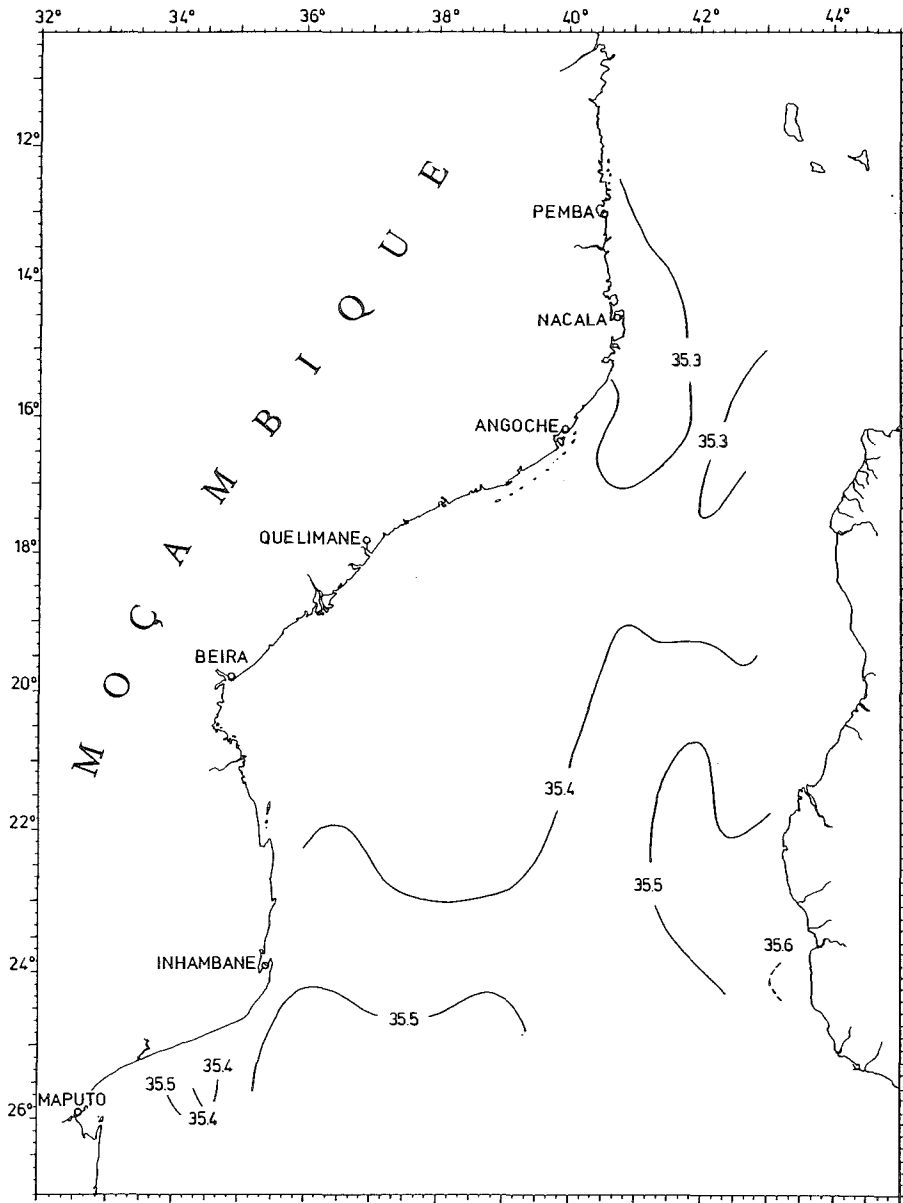 32° 34° 36° 38° 40° 42° 44°
12°
PEMBA
14°
NACALA
35.3
16°
ANGOCHE
35.3
MOÇAMBIQUE
QUELIMANE
18°
BEIRA
20°
35.4
22°
35.5
35.6
INHAMBANE
24°
35.5
35.4
35.5
MAPUTO
26°
35.4